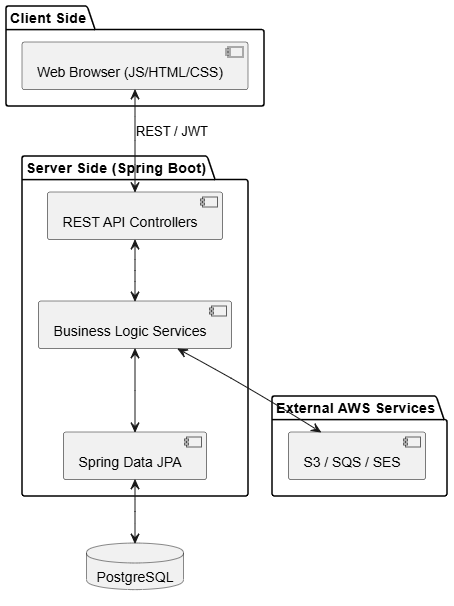 Client Side
Web Browser (JS/HTML/CSS)
REST / JWT
Server Side (Spring Boot)
REST API Controllers
Business Logic Services
External AWS Services
Spring Data JPA
S3 / SQS / SES
PostgreSQL